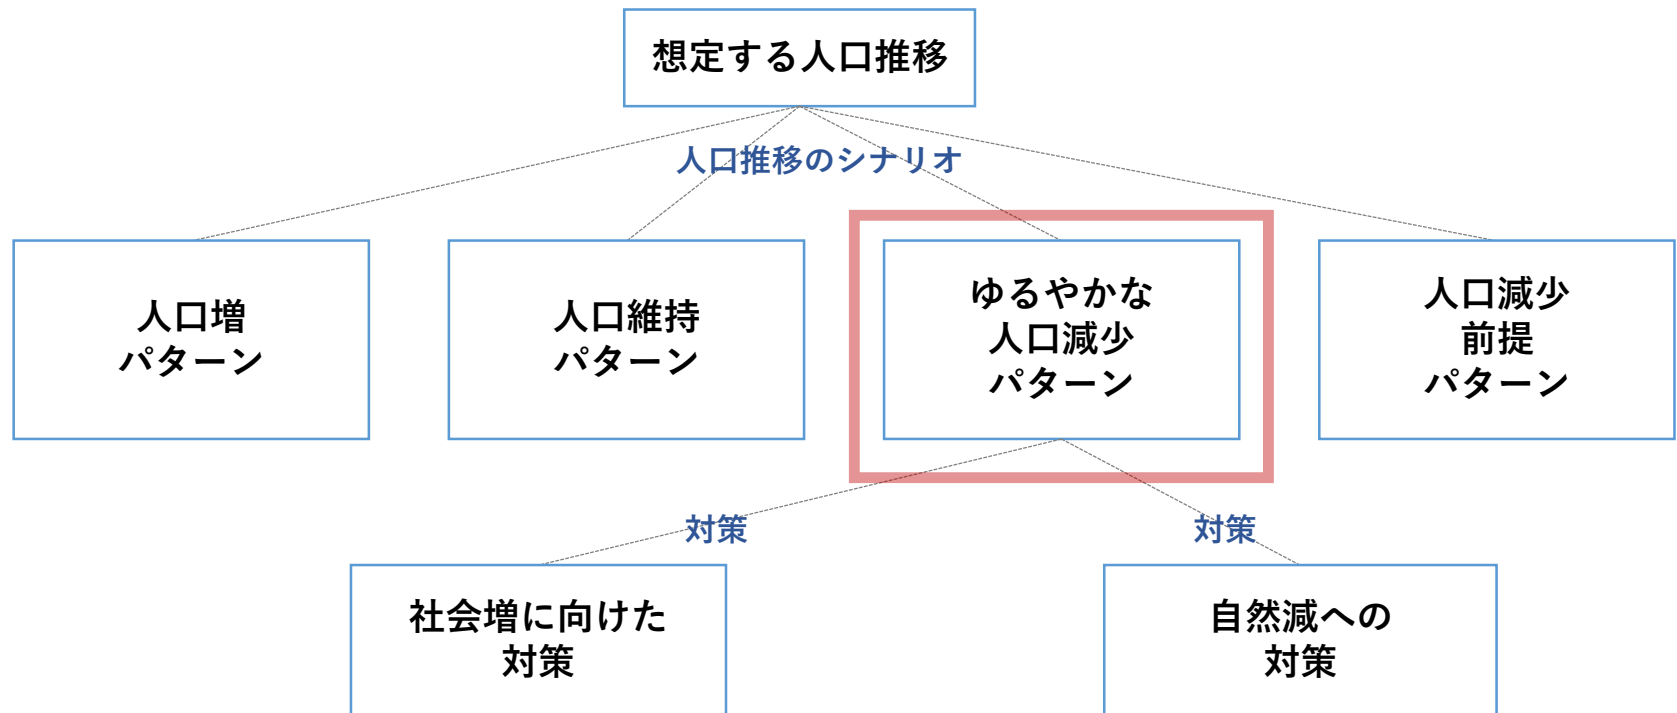 想定する人口推移
人口推移のシナリオ
人口増
パターン
人口維持
パターン
ゆるやかな
人口減少
パターン
人口減少
前提
パターン
対策
対策
社会増に向けた
対策
自然減への
対策